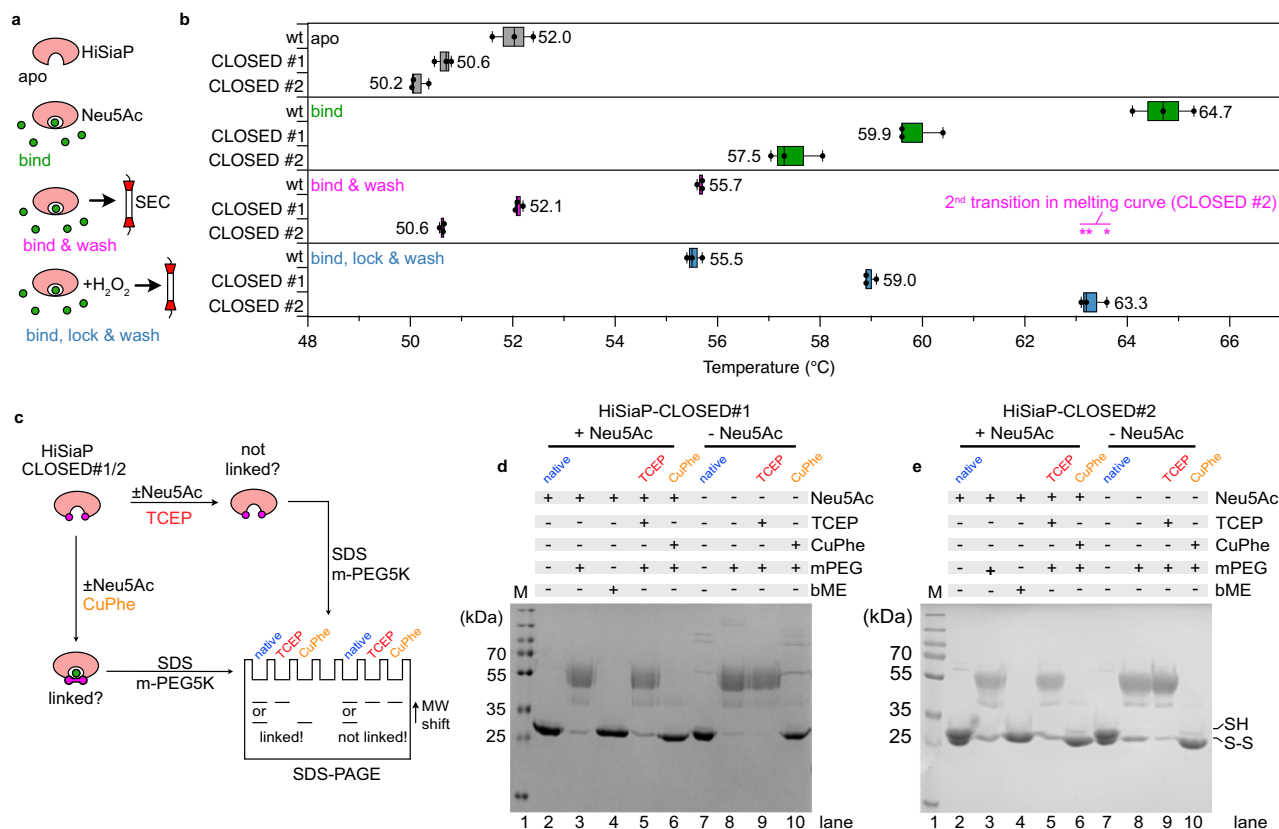 a
HiSiaP
apo
Neu5Ac
bind
SEC
bind & wash
+H₂O₂
bind, lock & wash
b
wt apo 52.0
CLOSED #1 50.6
CLOSED #2 50.2
wt bind 64.7
CLOSED #1 59.9
CLOSED #2 57.5
wt bind & wash 55.7
CLOSED #1 52.1
2nd transition in melting curve (CLOSED #2)
CLOSED #2 50.6 ** *
wt bind, lock & wash 55.5
CLOSED #1 59.0
CLOSED #2 63.3
48 50 52 54 56 58 60 62 64 66
Temperature (°C)
c
HiSiaP
CLOSED#1/2
±Neu5Ac
TCEP
not
linked?
SDS
m-PEG5K
±Neu5Ac
CuPhe
linked?
SDS
m-PEG5K
native TCEP CuPhe native TCEP CuPhe
or or
linked! not linked!
MW
shift
SDS-PAGE
HiSiaP-CLOSED#1
+ Neu5Ac - Neu5Ac
d
native TCEP CuPhe native TCEP CuPhe
+ + + + + - - - - Neu5Ac
- - - + - - - + - TCEP
- - - - + - - - + CuPhe
- + - + + - + + + mPEG
- - + - - - - - - bME
M
(kDa)
70
55
35
25
1 2 3 4 5 6 7 8 9 10 lane
HiSiaP-CLOSED#2
+ Neu5Ac - Neu5Ac
e
native TCEP CuPhe native TCEP CuPhe
+ + + + + - - - - Neu5Ac
- - - + - - - + - TCEP
- - - - + - - - + CuPhe
- + - + + - + + + mPEG
- - + - - - - - - bME
M
(kDa)
70
55
35
25
SH
S-S
1 2 3 4 5 6 7 8 9 10 lane